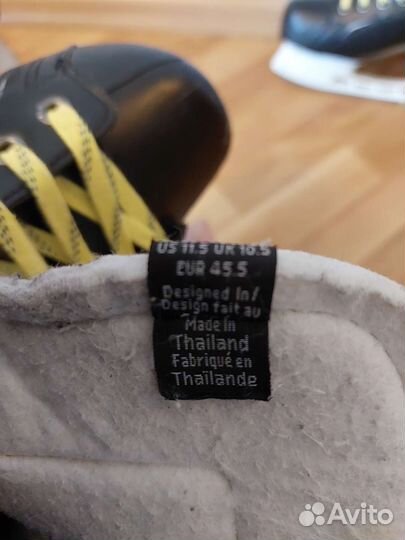 US 11.5 UK 10.5
EUR 45.5
Designed in/
Design fait au
Made in
Thailand
Fabriqué en
Thaïlande
Avito